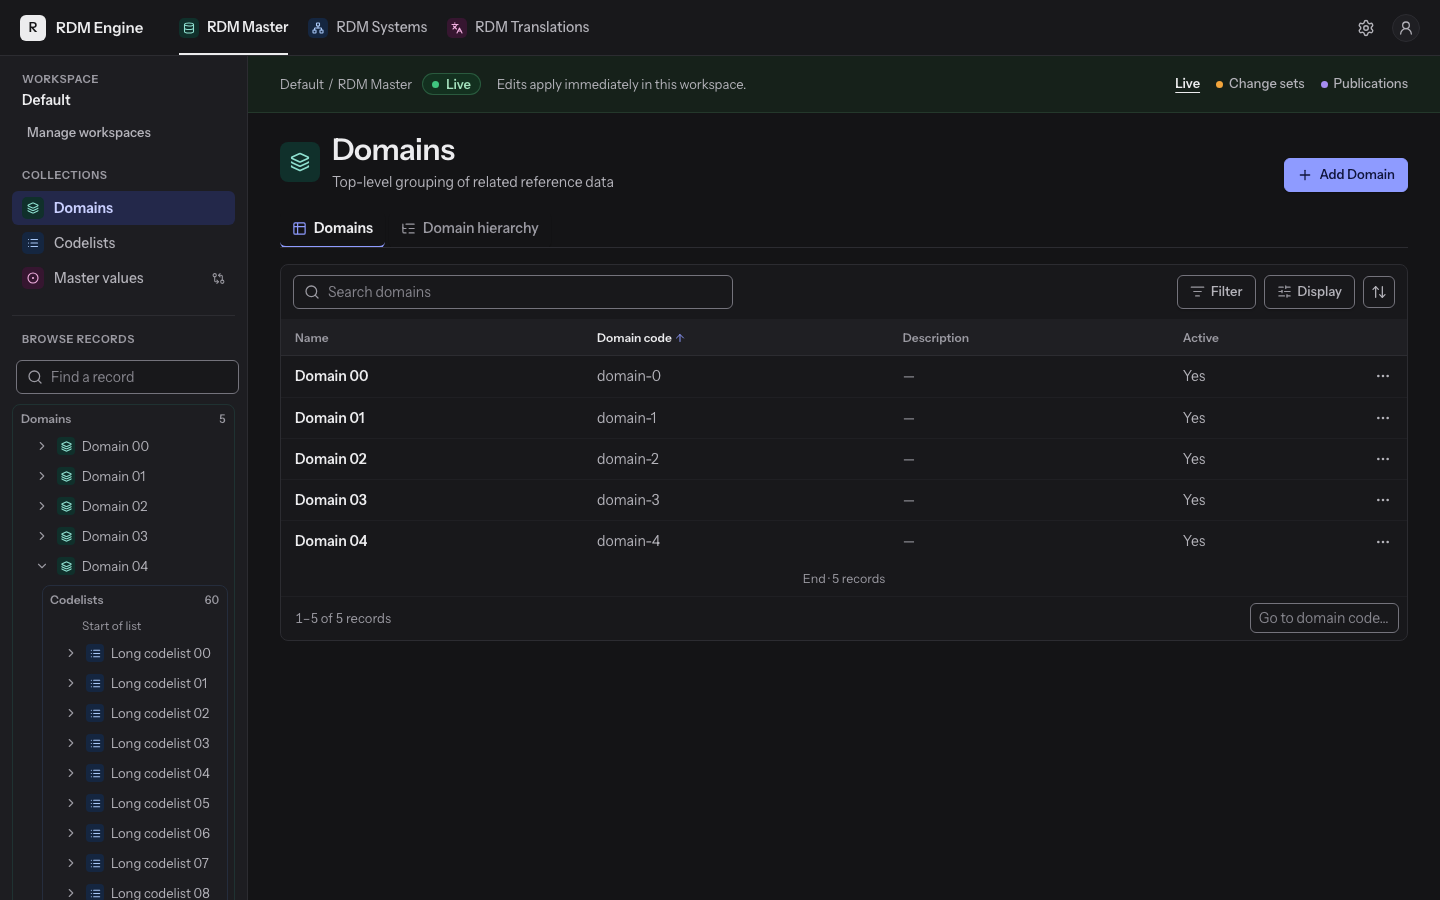 R RDM Engine RDM Master RDM Systems RDM Translations
WORKSPACE
Default
Manage workspaces
COLLECTIONS
Domains
Codelists
Master values
BROWSE RECORDS
Find a record
Domains 5
Domain 00
Domain 01
Domain 02
Domain 03
Domain 04
Codelists 60
Start of list
Long codelist 00
Long codelist 01
Long codelist 02
Long codelist 03
Long codelist 04
Long codelist 05
Long codelist 06
Long codelist 07
Long codelist 08
Default / RDM Master Live Edits apply immediately in this workspace. Live Change sets Publications
Domains
Top-level grouping of related reference data
Add Domain
Domains Domain hierarchy
Search domains Filter Display
Name Domain code ↑ Description Active
Domain 00 domain-0 — Yes ...
Domain 01 domain-1 — Yes ...
Domain 02 domain-2 — Yes ...
Domain 03 domain-3 — Yes ...
Domain 04 domain-4 — Yes ...
End · 5 records
1–5 of 5 records Go to domain code...